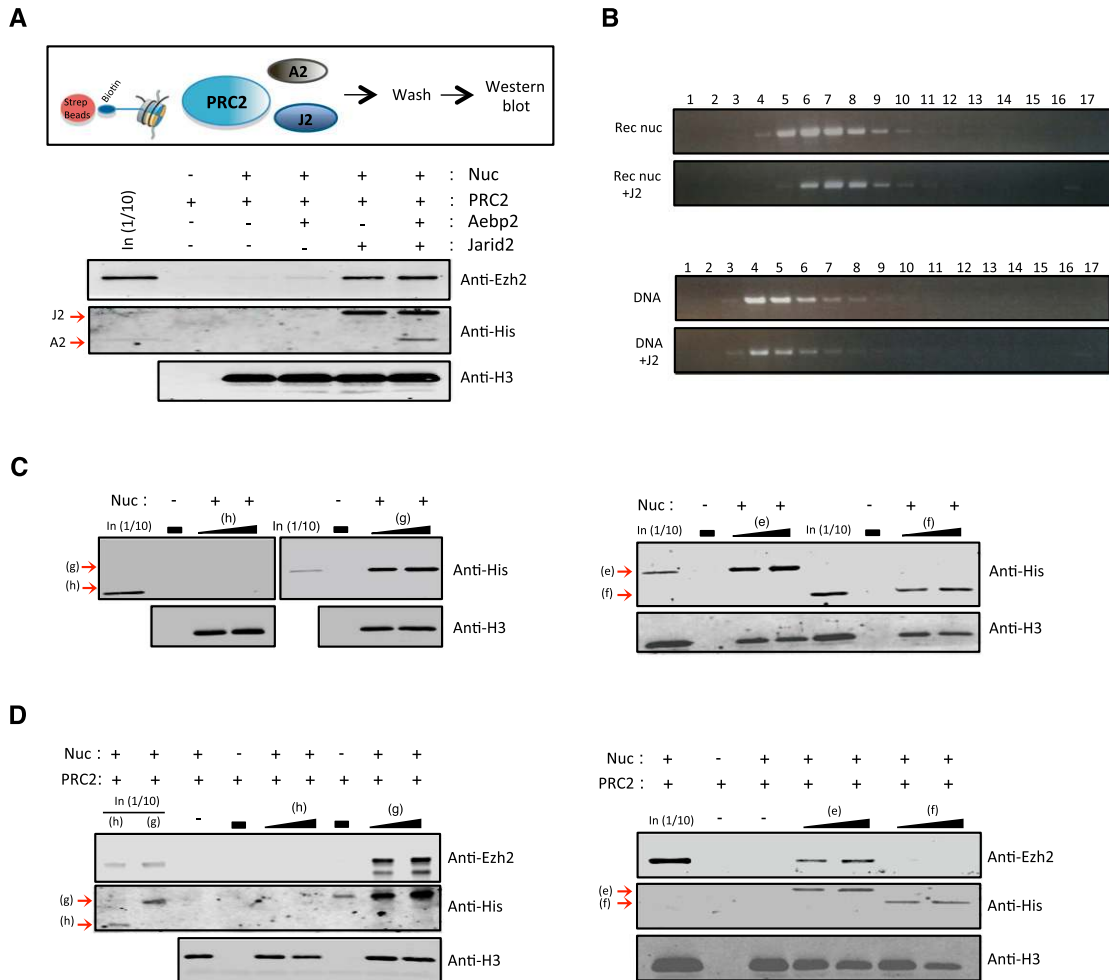 A
Strep
Beads
Biotin
PRC2
A2
J2
Wash
Western
blot
In (1/10)
- + + + + : Nuc
+ + + + + : PRC2
- - + - + : Aebp2
- - - + + : Jarid2
Anti-Ezh2
J2
A2
Anti-His
Anti-H3
B
1 2 3 4 5 6 7 8 9 10 11 12 13 14 15 16 17
Rec nuc
Rec nuc
+J2
1 2 3 4 5 6 7 8 9 10 11 12 13 14 15 16 17
DNA
DNA
+J2
C
Nuc : - + + - + +
In (1/10) (h) In (1/10) (g)
(g)
(h)
Anti-His
Anti-H3
Nuc : - + + - + +
In (1/10) (e) In (1/10) (f)
(e)
(f)
Anti-His
Anti-H3
D
Nuc : + + + - + + - + +
PRC2: + + + + + + + + +
In (1/10)
(h) (g) - (h) (g)
Anti-Ezh2
(g)
(h)
Anti-His
Anti-H3
Nuc : + - + + + + +
PRC2: + + + + + + +
In (1/10) - - (e) (f)
Anti-Ezh2
(e)
(f)
Anti-His
Anti-H3